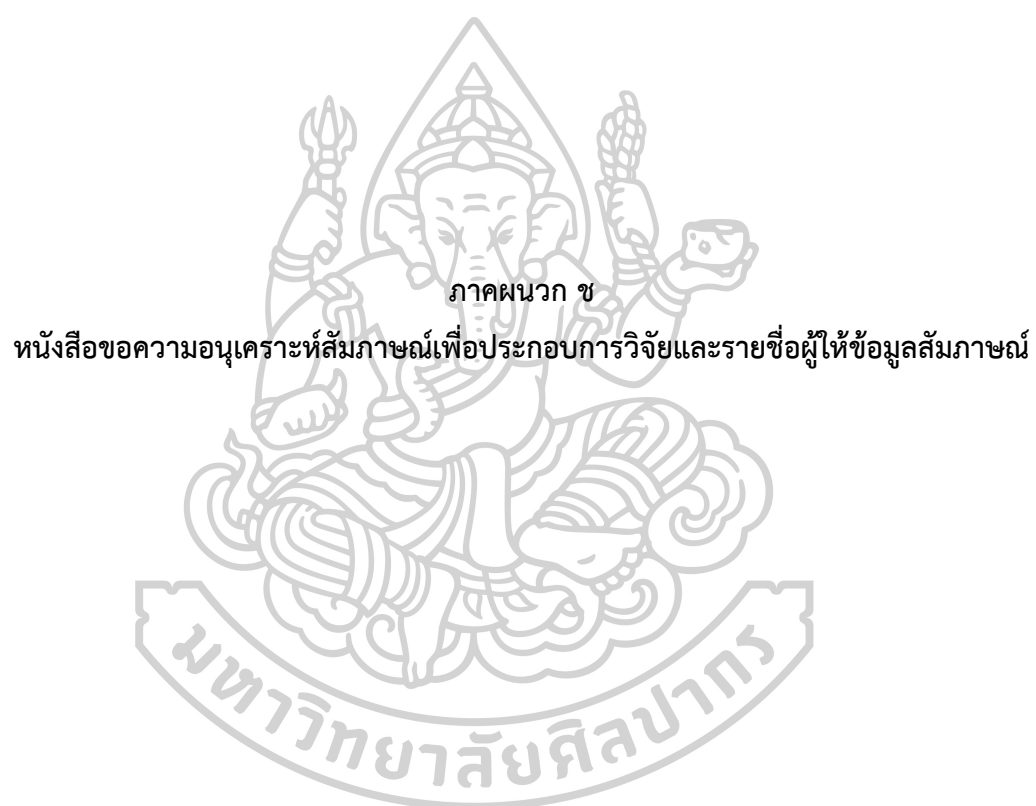 ภาคผนวก ช
หนังสือขอความอนุเคราะห์สัมภาษณ์เพื่อประกอบการวิจัยและรายชื่อผู้ให้ข้อมูลสัมภาษณ์
มหาวิทยาลัยศิลปากร